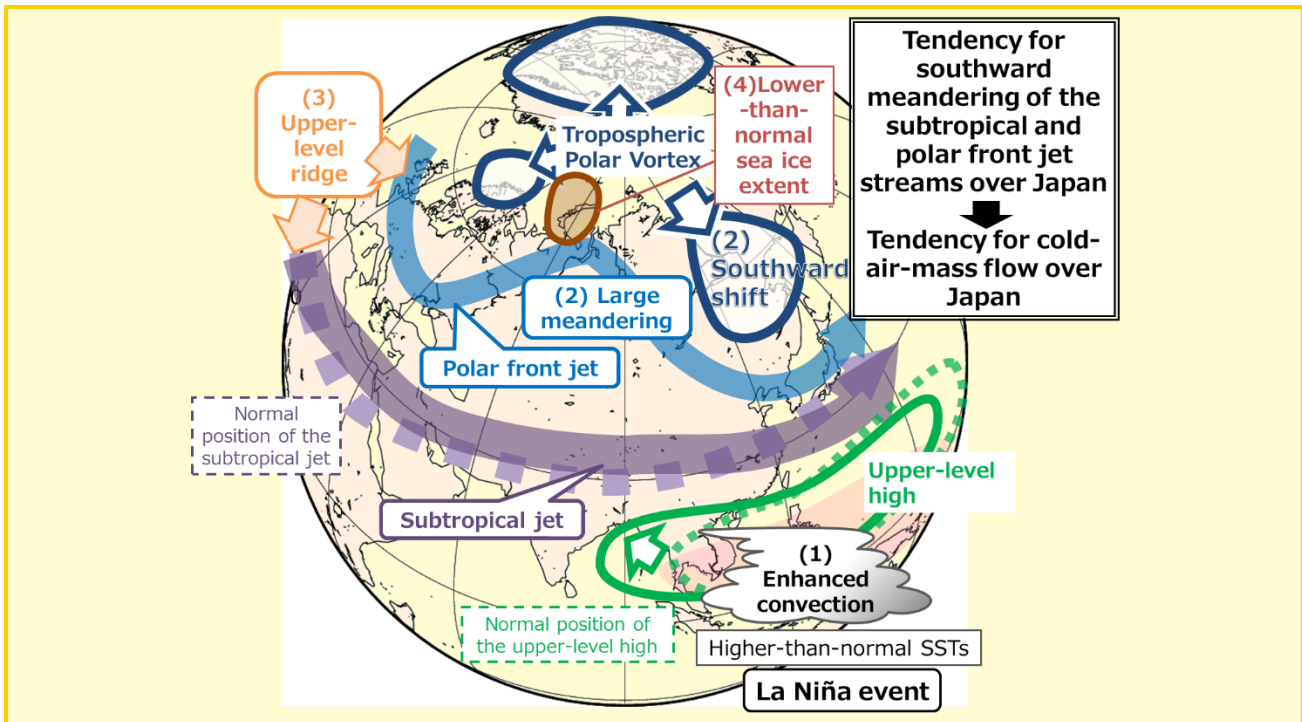 (3)
Upper-
level
ridge
Tropospheric
Polar Vortex
(4)Lower
-than-
normal
sea ice
extent
Tendency for
southward
meandering of the
subtropical and
polar front jet
streams over Japan
Tendency for cold-
air-mass flow over
Japan
(2)
Southward
shift
(2) Large
meandering
Polar front jet
0
Normal
position of the
subtropical jet
Subtropical jet
Upper-level
high
(1)
Enhanced
convection
Normal position of
the upper-level high
Higher-than-normal SSTs
La Niña event